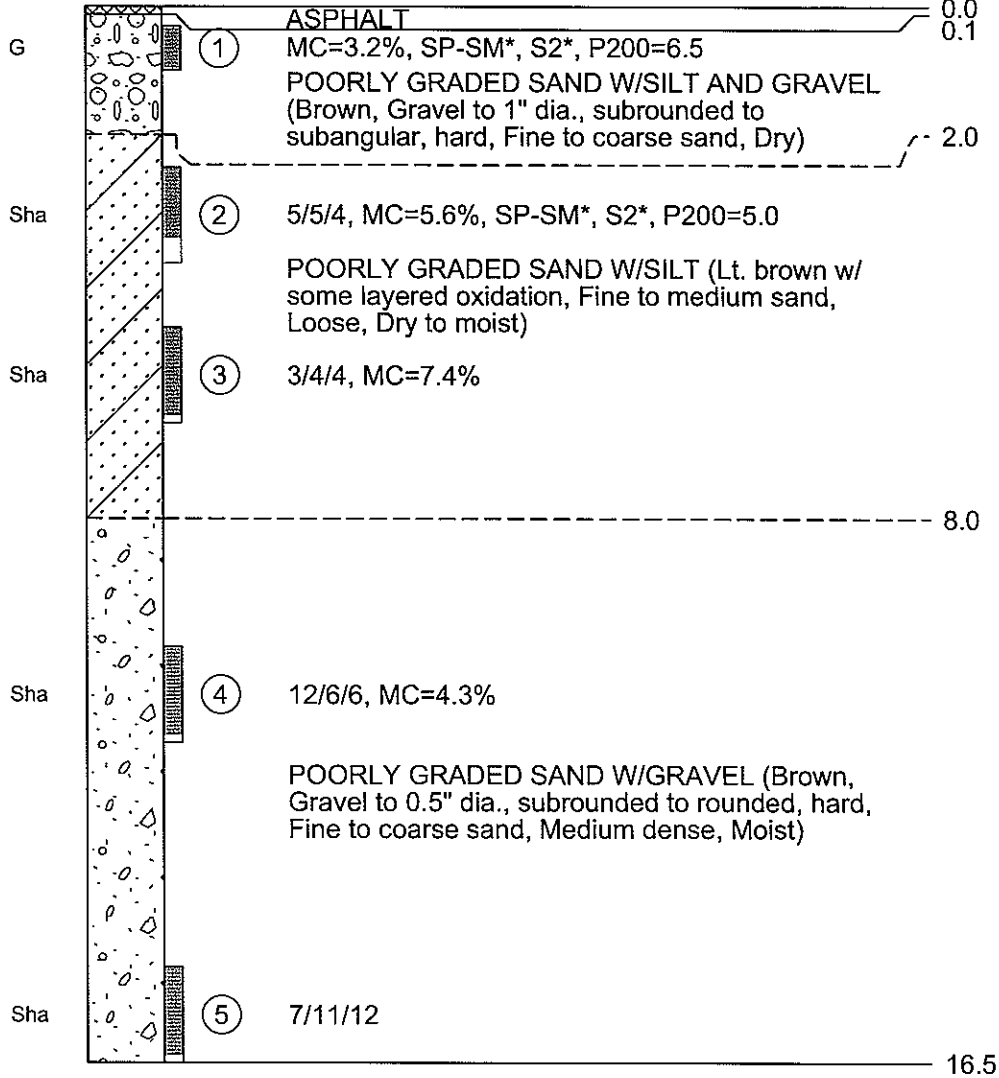 ASPHALT
0.0
0.1
G
1
MC=3.2%, SP-SM*, S2*, P200=6.5
POORLY GRADED SAND W/SILT AND GRAVEL
(Brown, Gravel to 1" dia., subrounded to
subangular, hard, Fine to coarse sand, Dry)
2.0
Sha
2
5/5/4, MC=5.6%, SP-SM*, S2*, P200=5.0
POORLY GRADED SAND W/SILT (Lt. brown w/
some layered oxidation, Fine to medium sand,
Loose, Dry to moist)
Sha
3
3/4/4, MC=7.4%
8.0
Sha
4
12/6/6, MC=4.3%
POORLY GRADED SAND W/GRAVEL (Brown,
Gravel to 0.5" dia., subrounded to rounded, hard,
Fine to coarse sand, Medium dense, Moist)
Sha
5
7/11/12
16.5